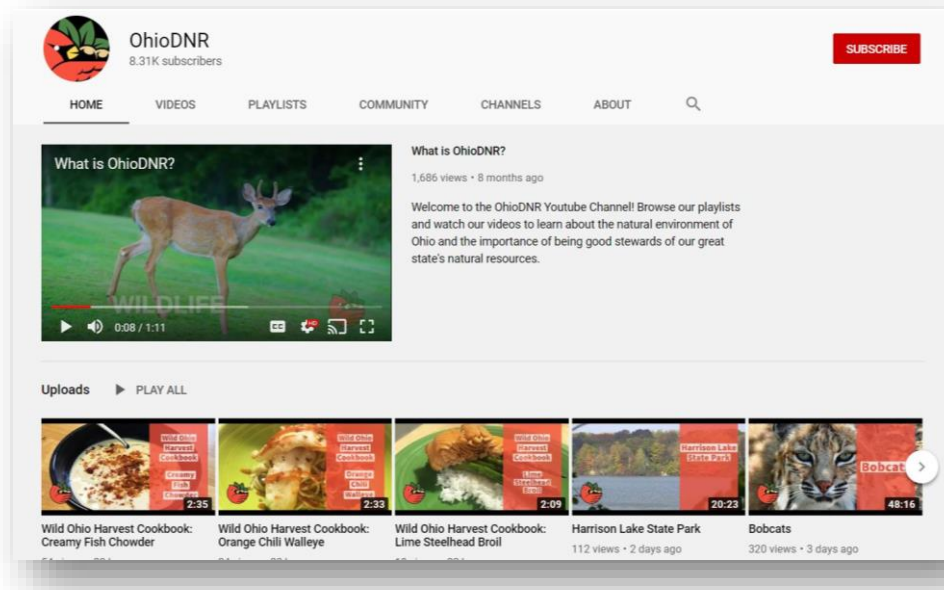 OhioDNR
8.31K subscribers
SUBSCRIBE
HOME VIDEOS PLAYLISTS COMMUNITY CHANNELS ABOUT
What is OhioDNR?
WILDLIFE
0:08 / 1:11
CC
HD
What is OhioDNR?
1,686 views • 8 months ago
Welcome to the OhioDNR Youtube Channel! Browse our playlists
and watch our videos to learn about the natural environment of
Ohio and the importance of being good stewards of our great
state's natural resources.
Uploads PLAY ALL
Wild Ohio
Harvest
Cookbook
Creamy
Fish
Chowder
2:35
Wild Ohio
Harvest
Cookbook
Orange
Chili
Walleye
2:33
Wild Ohio
Harvest
Cookbook
Lime
Steelhead
Broil
2:09
Harrison Lake
State Park
20:23
Bobcats
48:16
Wild Ohio Harvest Cookbook:
Creamy Fish Chowder
Wild Ohio Harvest Cookbook:
Orange Chili Walleye
Wild Ohio Harvest Cookbook:
Lime Steelhead Broil
Harrison Lake State Park
112 views • 2 days ago
Bobcats
320 views • 3 days ago